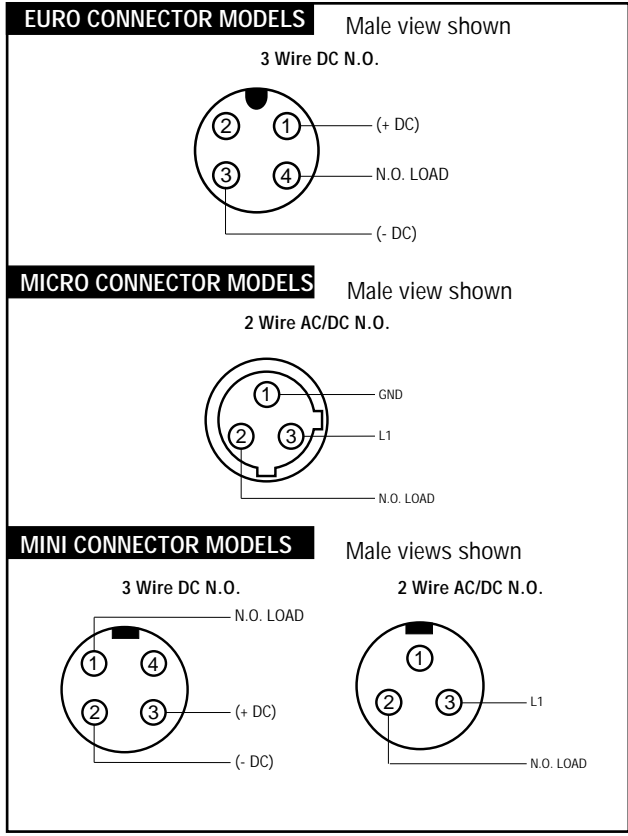 EURO CONNECTOR MODELS Male view shown
3 Wire DC N.O.
2 1 (+ DC)
3 4 N.O. LOAD
(- DC)
MICRO CONNECTOR MODELS Male view shown
2 Wire AC/DC N.O.
1 GND
2 3 L1
N.O. LOAD
MINI CONNECTOR MODELS Male views shown
3 Wire DC N.O.
N.O. LOAD
1 4
2 3 (+ DC)
(- DC)
2 Wire AC/DC N.O.
1
2 3 L1
N.O. LOAD